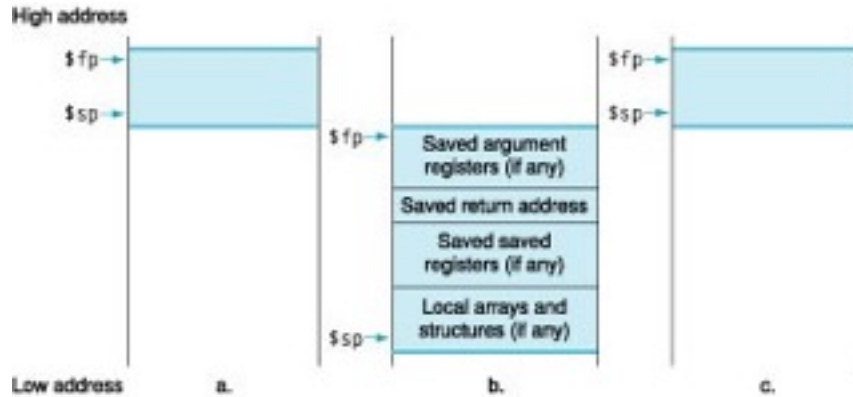 High address
$fp
$sp
$fp
Saved argument
registers (if any)
Saved return address
Saved saved
registers (if any)
Local arrays and
structures (if any)
$sp
$fp
$sp
Low address
a.
b.
c.